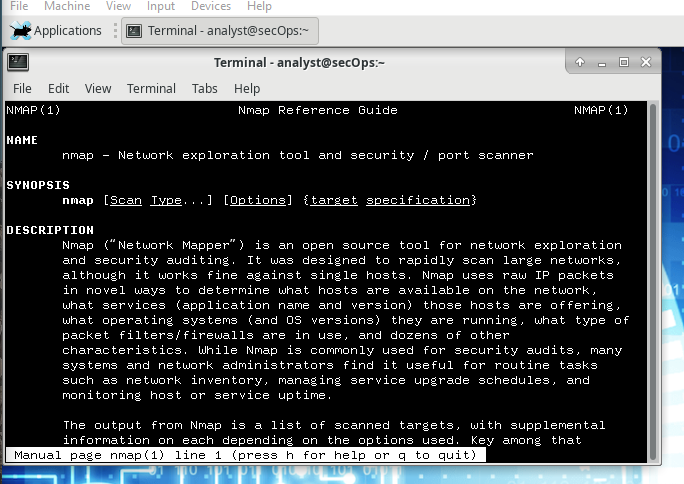 File Machine View Input Devices Help
Applications Terminal - analyst@secOps:~
Terminal - analyst@secOps:~
File Edit View Terminal Tabs Help
NMAP(1) Nmap Reference Guide NMAP(1)
NAME
nmap - Network exploration tool and security / port scanner
SYNOPSIS
nmap [Scan Type...] [Options] {target specification}
DESCRIPTION
Nmap (“Network Mapper”) is an open source tool for network exploration
and security auditing. It was designed to rapidly scan large networks,
although it works fine against single hosts. Nmap uses raw IP packets
in novel ways to determine what hosts are available on the network,
what services (application name and version) those hosts are offering,
what operating systems (and OS versions) they are running, what type of
packet filters/firewalls are in use, and dozens of other
characteristics. While Nmap is commonly used for security audits, many
systems and network administrators find it useful for routine tasks
such as network inventory, managing service upgrade schedules, and
monitoring host or service uptime.
The output from Nmap is a list of scanned targets, with supplemental
information on each depending on the options used. Key among that
Manual page nmap(1) line 1 (press h for help or q to quit)